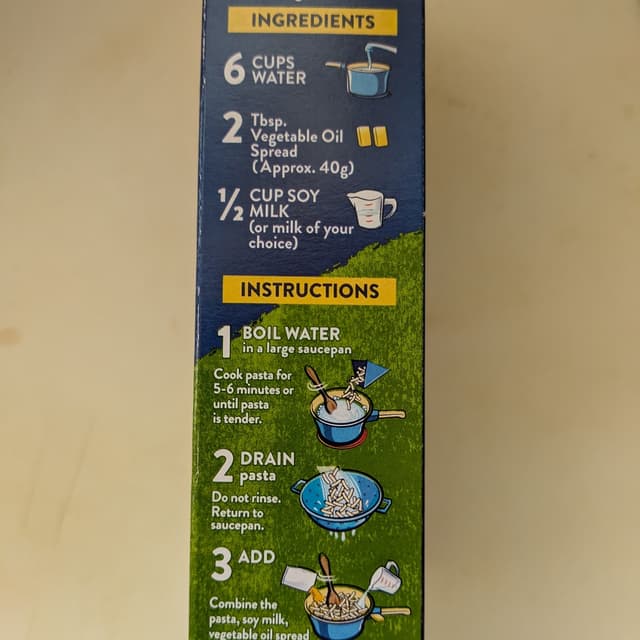 INGREDIENTS
6 CUPS
WATER
2 Tbsp.
Vegetable Oil
Spread
(Approx. 40g)
½ CUP SOY
MILK
(or milk of your
choice)
INSTRUCTIONS
1 BOIL WATER
in a large saucepan
Cook pasta for
5-6 minutes or
until pasta
is tender.
2 DRAIN
pasta
Do not rinse.
Return to
saucepan.
3 ADD
Combine the
pasta, soy milk,
vegetable oil spread